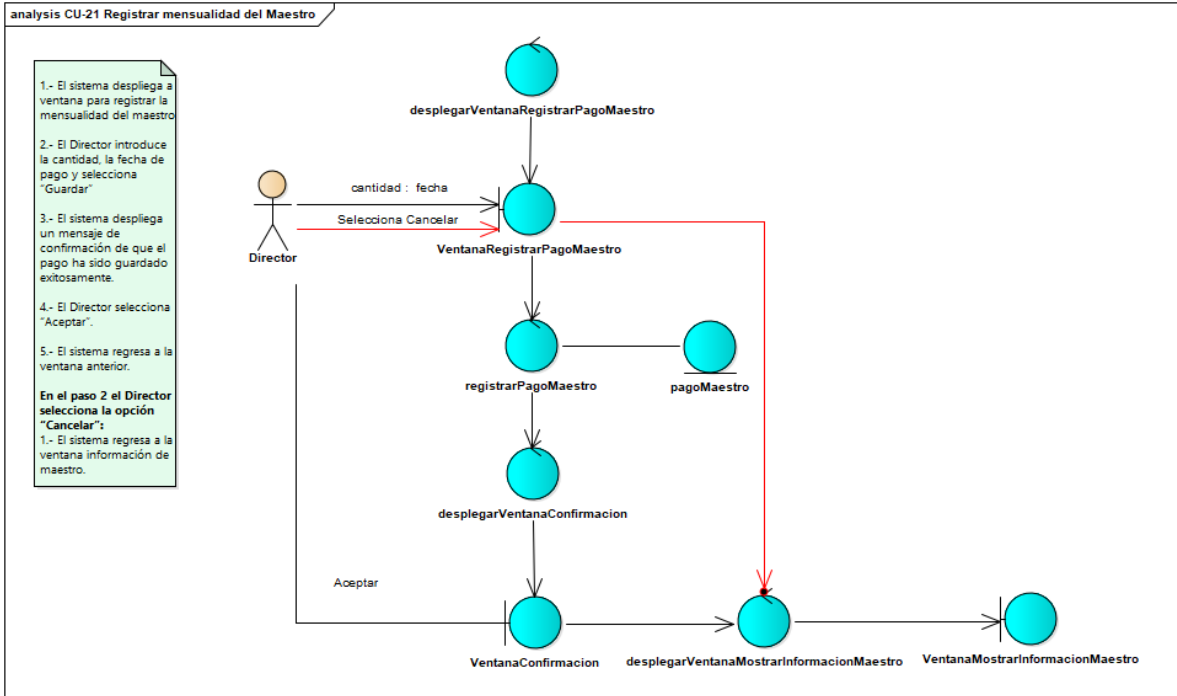 analysis CU-21 Registrar mensualidad del Maestro
1.- El sistema despliega a
ventana para registrar la
mensualidad del maestro
2.- El Director introduce
la cantidad, la fecha de
pago y selecciona
“Guardar”
3.- El sistema despliega
un mensaje de
confirmación de que el
pago ha sido guardado
exitosamente.
4.- El Director selecciona
“Aceptar”.
5.- El sistema regresa a la
ventana anterior.
En el paso 2 el Director
selecciona la opción
“Cancelar”:
1.- El sistema regresa a la
ventana información de
maestro.
desplegarVentanaRegistrarPagoMaestro
cantidad : fecha
Selecciona Cancelar
Director
VentanaRegistrarPagoMaestro
registrarPagoMaestro
pagoMaestro
desplegarVentanaConfirmacion
Aceptar
VentanaConfirmacion
desplegarVentanaMostrarInformacionMaestro
VentanaMostrarInformacionMaestro